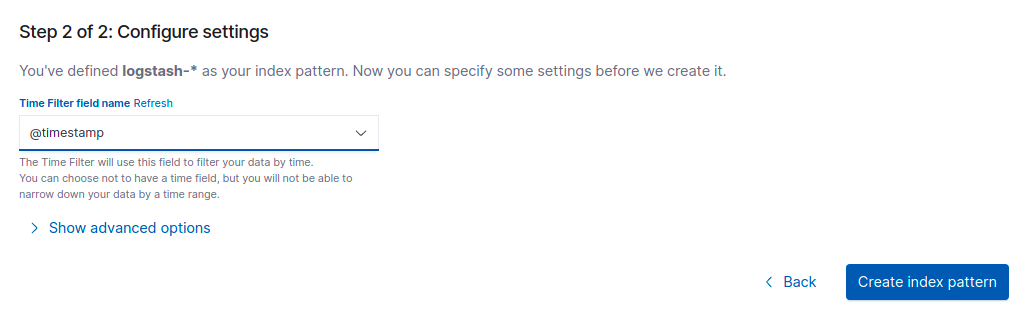 Step 2 of 2: Configure settings
You've defined logstash-* as your index pattern. Now you can specify some settings before we create it.
Time Filter field name Refresh
@timestamp
The Time Filter will use this field to filter your data by time.
You can choose not to have a time field, but you will not be able to
narrow down your data by a time range.
Show advanced options
Back
Create index pattern